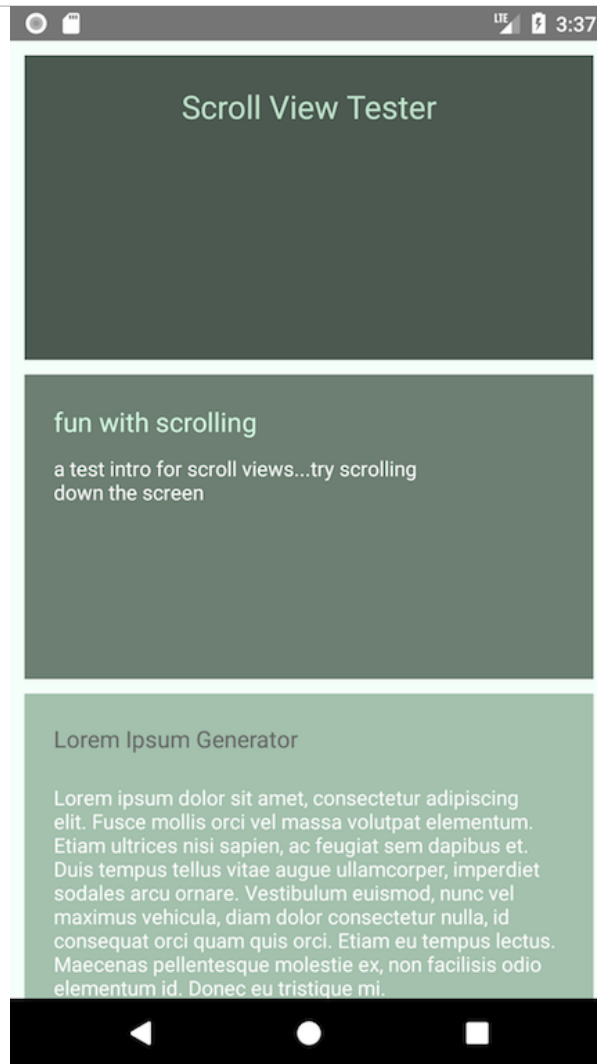 LTE 3:37
Scroll View Tester
fun with scrolling
a test intro for scroll views...try scrolling
down the screen
Lorem Ipsum Generator
Lorem ipsum dolor sit amet, consectetur adipiscing
elit. Fusce mollis orci vel massa volutpat elementum.
Etiam ultrices nisi sapien, ac feugiat sem dapibus et.
Duis tempus tellus vitae augue ullamcorper, imperdiet
sodales arcu ornare. Vestibulum euismod, nunc vel
maximus vehicula, diam dolor consectetur nulla, id
consequat orci quam quis orci. Etiam eu tempus lectus.
Maecenas pellentesque molestie ex, non facilisis odio
elementum id. Donec eu tristique mi.